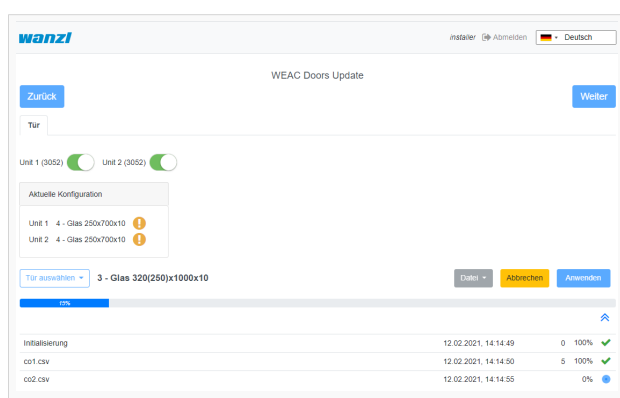 wanzl
installer Abmelden Deutsch
WEAC Doors Update
Zurück Weiter
Tür
Unit 1 (3052) Unit 2 (3052)
Aktuelle Konfiguration
Unit 1 4 - Glas 250x700x10
Unit 2 4 - Glas 250x700x10
Tür auswählen 3 - Glas 320(250)x1000x10 Datei Abbrechen Anwenden
15%
Initialisierung 12.02.2021, 14:14:49 0 100%
co1.csv 12.02.2021, 14:14:50 5 100%
co2.csv 12.02.2021, 14:14:55 0%